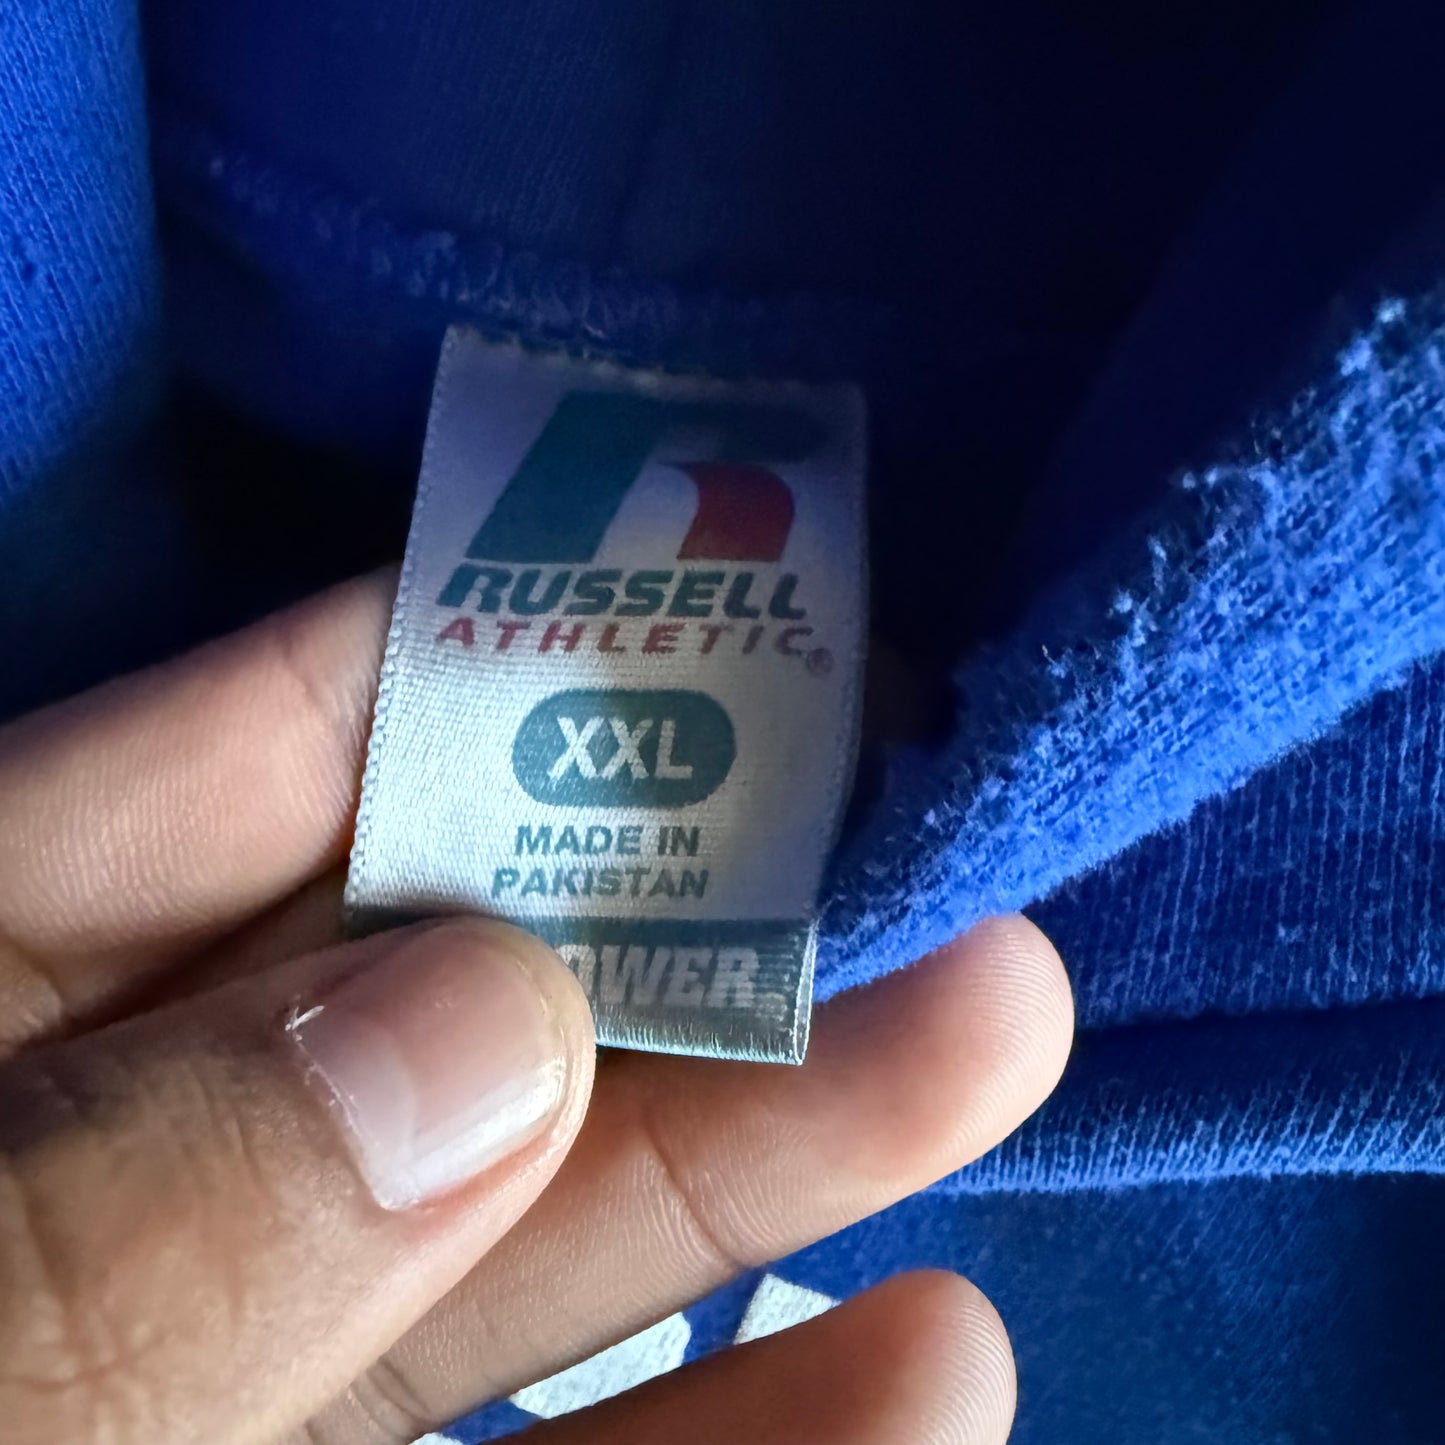 RUSSELL
ATHLETIC®
XXL
MADE IN
PAKISTAN